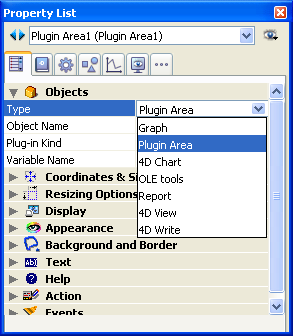 Property List
Plugin Area1 (Plugin Area1)
Objects
Type Plugin Area
Object Name Graph
Plug-in Kind Plugin Area
Variable Name 4D Chart
Coordinates & Si OLE tools
Resizing Options Report
Display 4D View
Appearance 4D Write
Background and Border
Text
Help
Action
Events